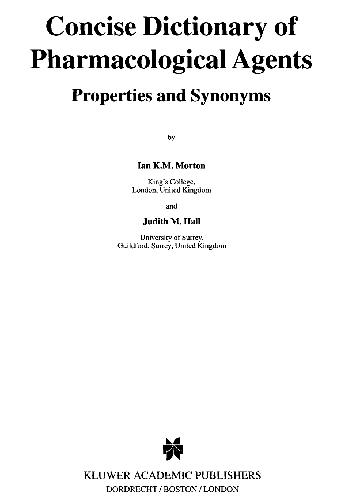 Concise Dictionary of
Pharmacological Agents
Properties and Synonyms
by
Ian K.M. Morton
King's College,
London, United Kingdom
and
Judith M. Hall
University of Surrey,
Guildford, Surrey, United Kingdom
KLUWER ACADEMIC PUBLISHERS
DORDRECHT / BOSTON / LONDON